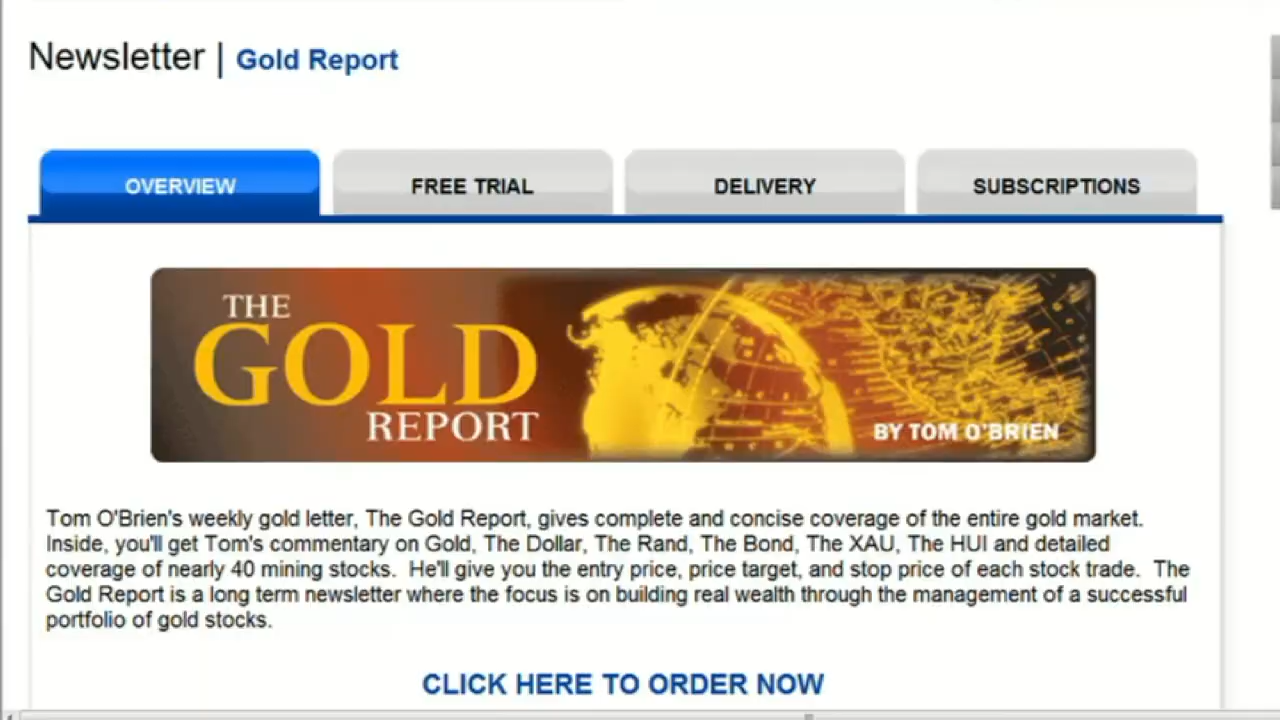 Newsletter | Gold Report
OVERVIEW
FREE TRIAL
DELIVERY
SUBSCRIPTIONS
THE
GOLD
REPORT
BY TOM O'BRIEN
Tom O'Brien's weekly gold letter, The Gold Report, gives complete and concise coverage of the entire gold market.
Inside, you'll get Tom's commentary on Gold, The Dollar, The Rand, The Bond, The XAU, The HUI and detailed
coverage of nearly 40 mining stocks.  He'll give you the entry price, price target, and stop price of each stock trade.  The
Gold Report is a long term newsletter where the focus is on building real wealth through the management of a successful
portfolio of gold stocks.
CLICK HERE TO ORDER NOW